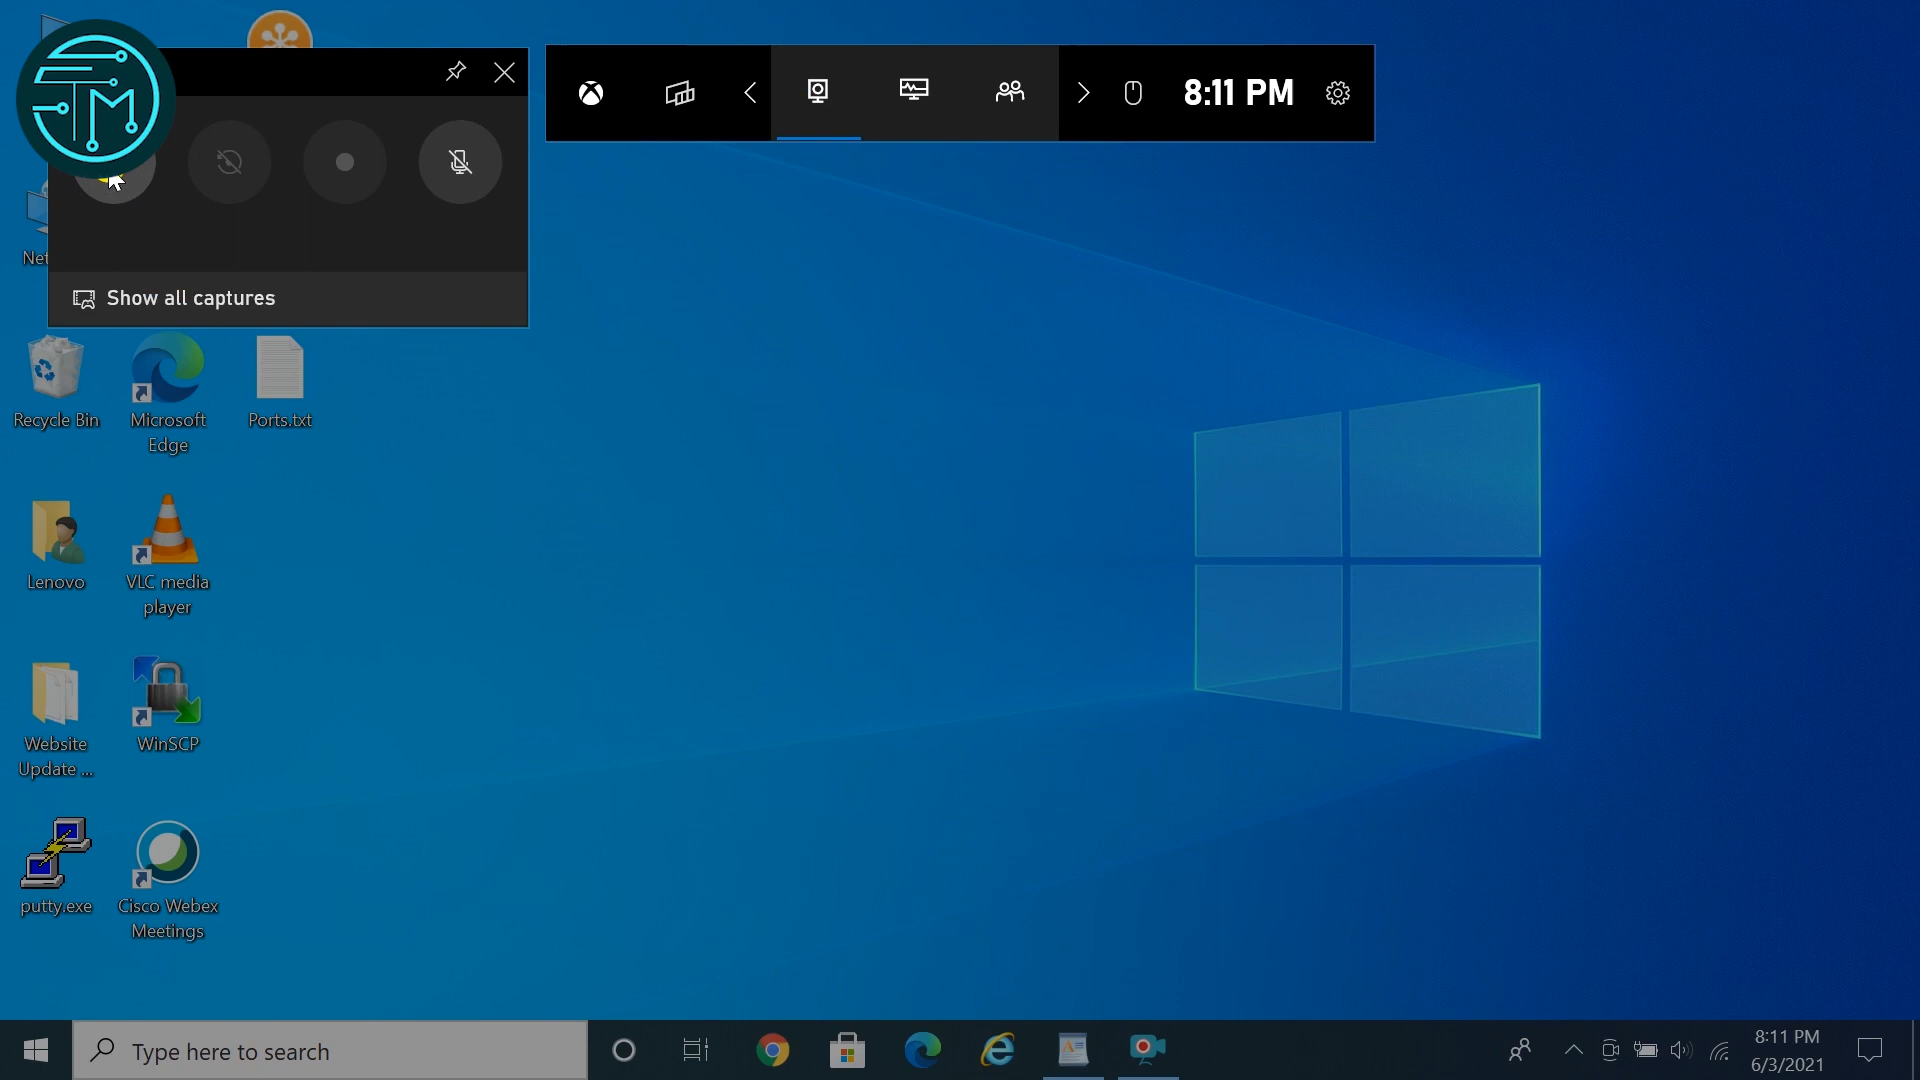 TM
8:11 PM
Show all captures
Net
Recycle Bin
Microsoft
Edge
Ports.txt
Lenovo
VLC media
player
Website
Update ...
WinSCP
putty.exe
Cisco Webex
Meetings
Type here to search
8:11 PM
6/3/2021